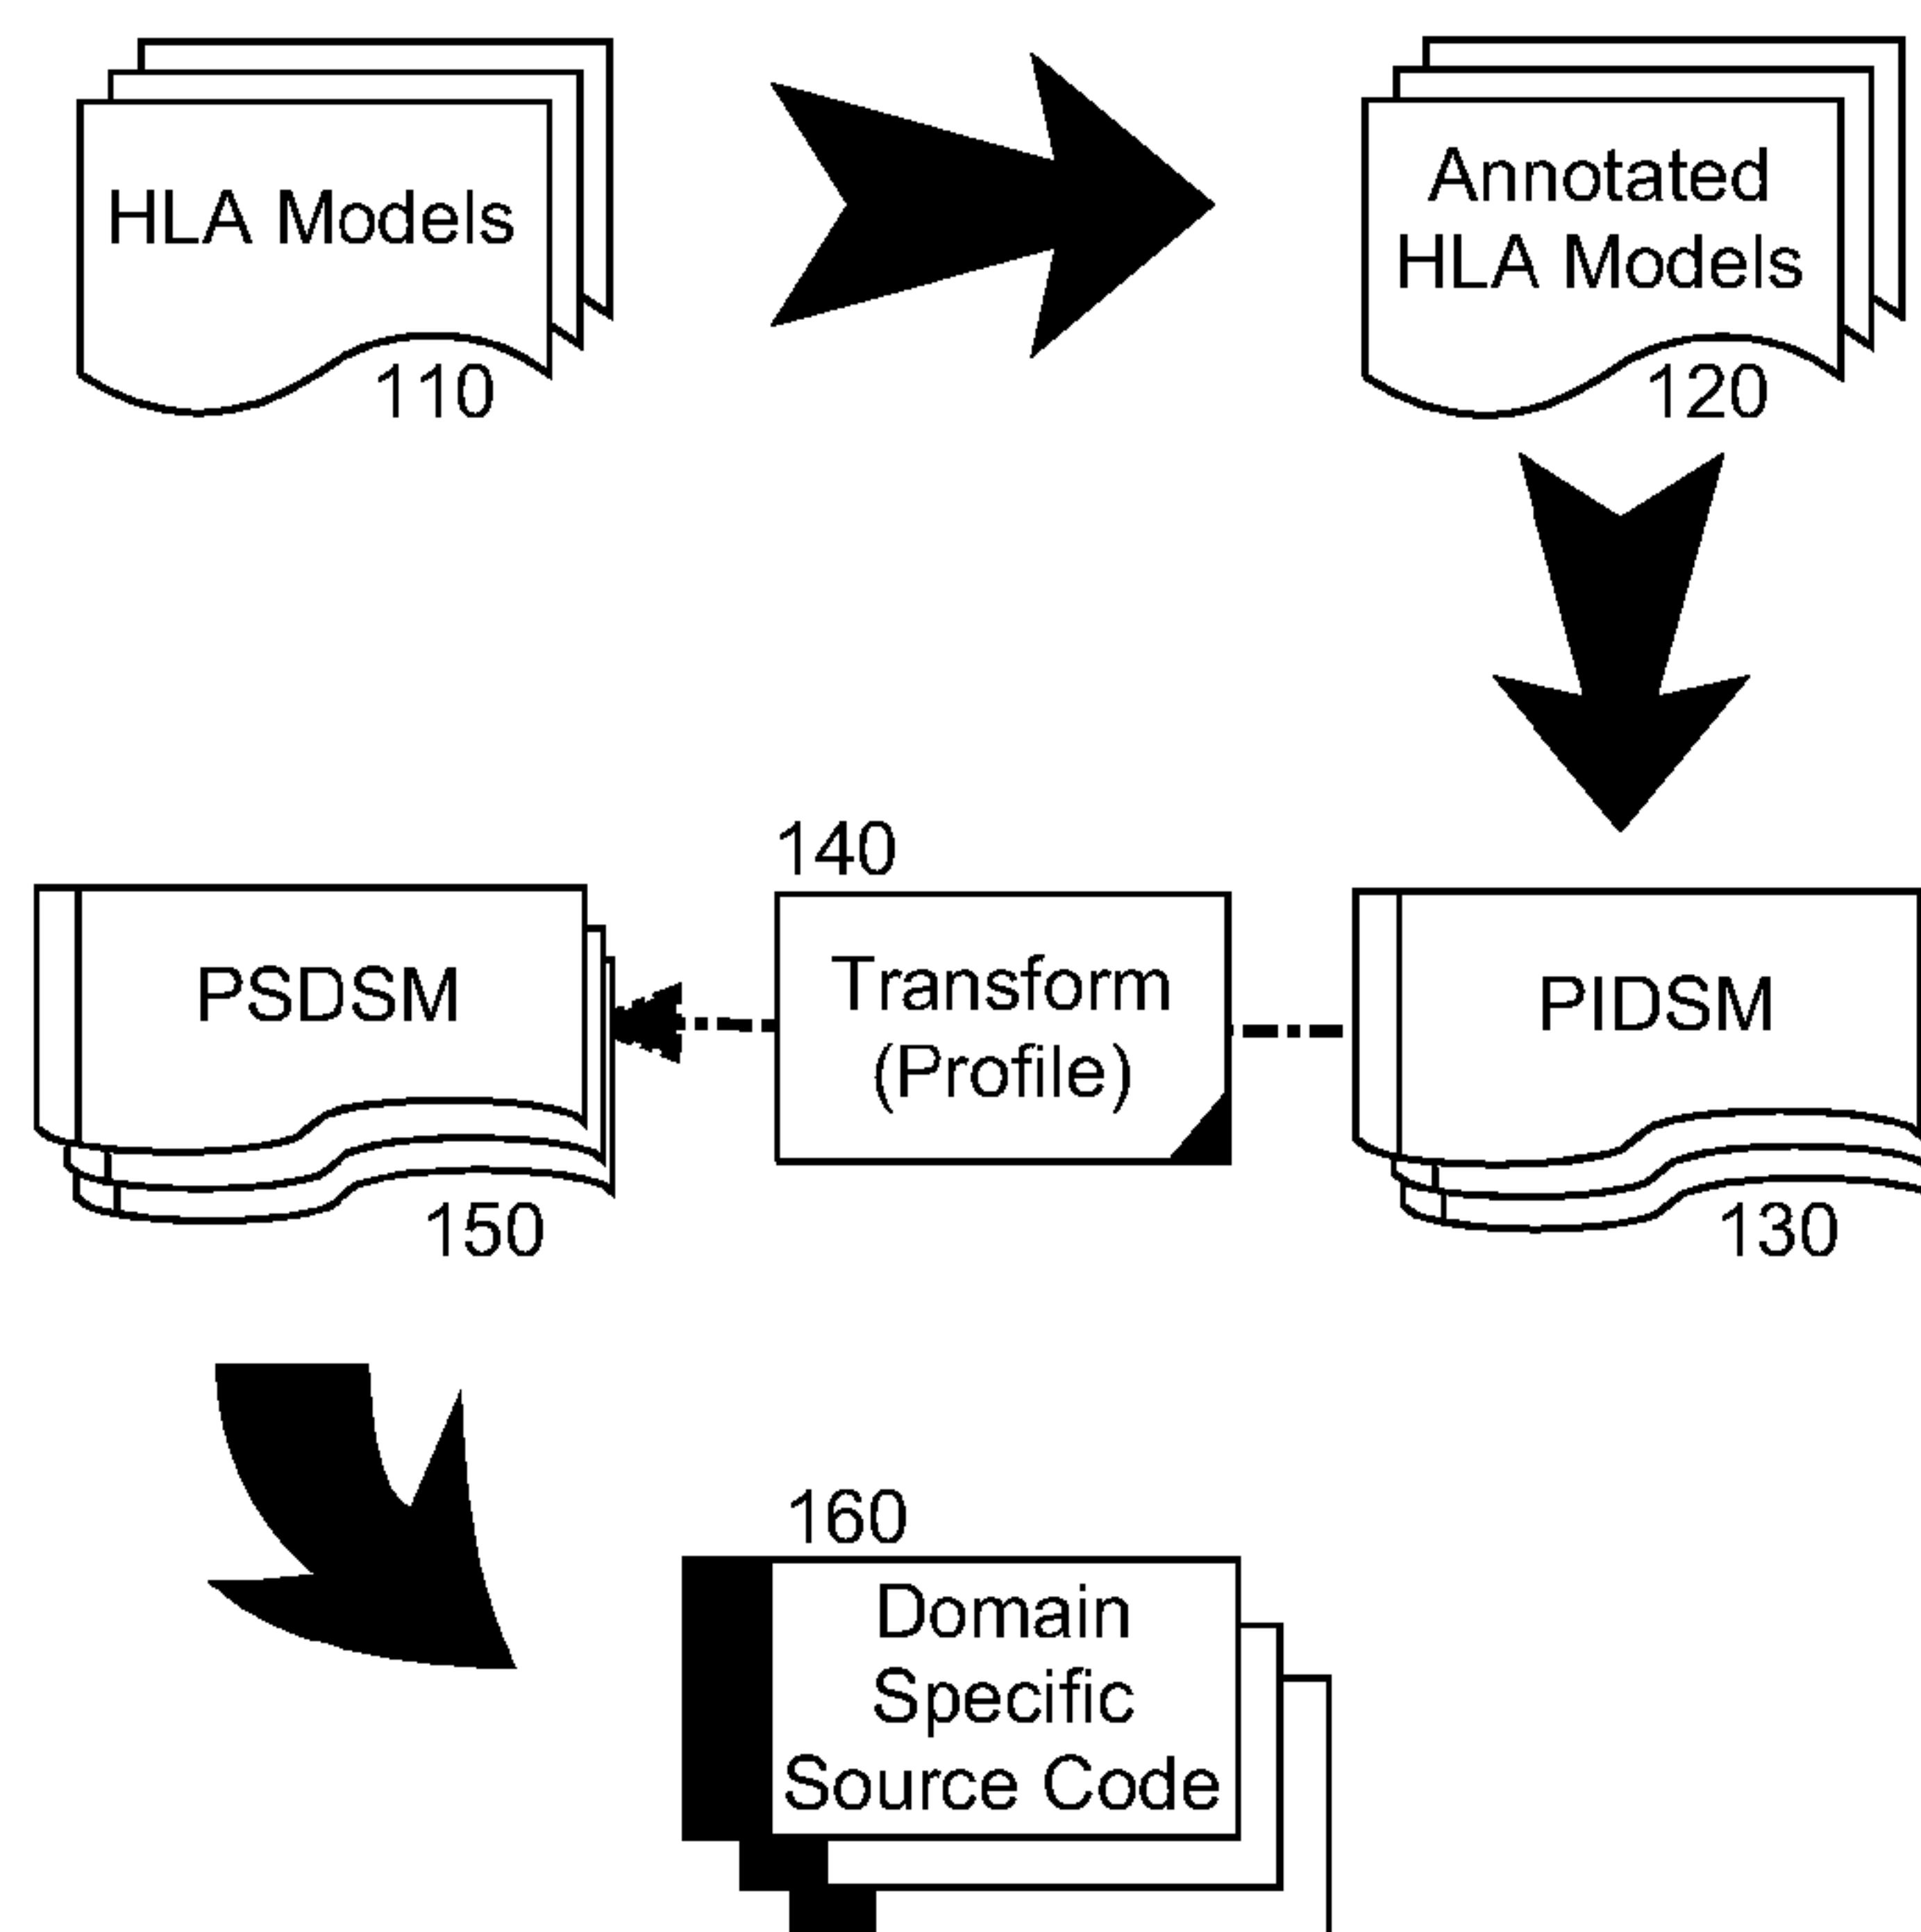 HLA Models
110
Annotated
HLA Models
120
140
PSDSM
Transform
(Profile)
PIDSM
150
130
160
Domain
Specific
Source Code